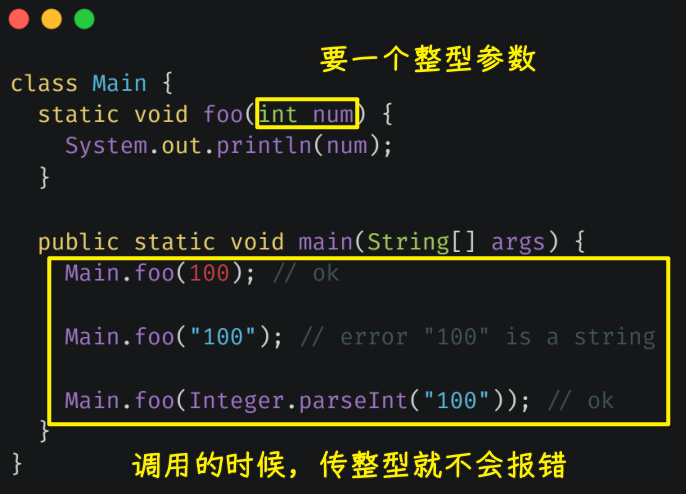 要一个整型参数
class Main {
static void foo(int num) {
System.out.println(num);
}
public static void main(String[] args) {
Main.foo(100); // ok
Main.foo("100"); // error "100" is a string
Main.foo(Integer.parseInt("100")); // ok
}
}
调用的时候，传整型就不会报错